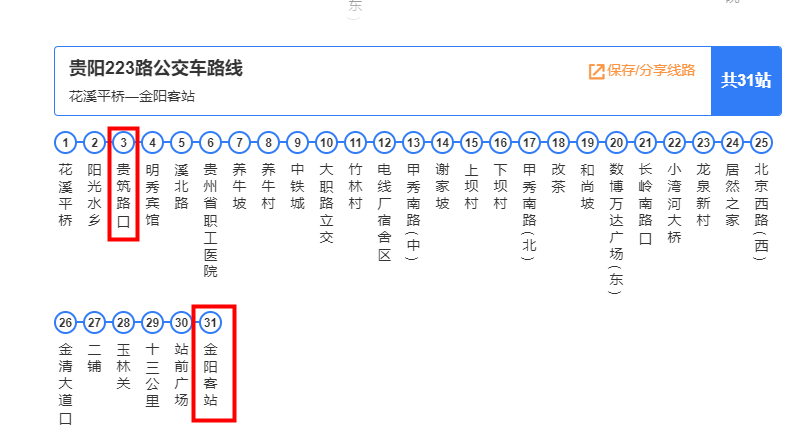 东
)
贵阳223路公交车路线
保存/分享线路
共31站
花溪平桥—金阳客站
1 2 3 4 5 6 7 8 9 10 11 12 13 14 15 16 17 18 19 20 21 22 23 24 25
花溪平桥
阳光水乡
贵筑路口
明秀宾馆
溪北路
贵州省职工医院
养牛坡
养牛村
中铁城
大职路立交
竹林村
电线厂宿舍区
甲秀南路(中)
谢家坡
上坝村
下坝村
甲秀南路(北)
改茶
和尚坡
数博万达广场(东)
长岭南路口
小湾河大桥
龙泉新村
居然之家
北京西路(西)
26 27 28 29 30 31
金清大道口
二铺
玉林关
十三公里
站前广场
金阳客站